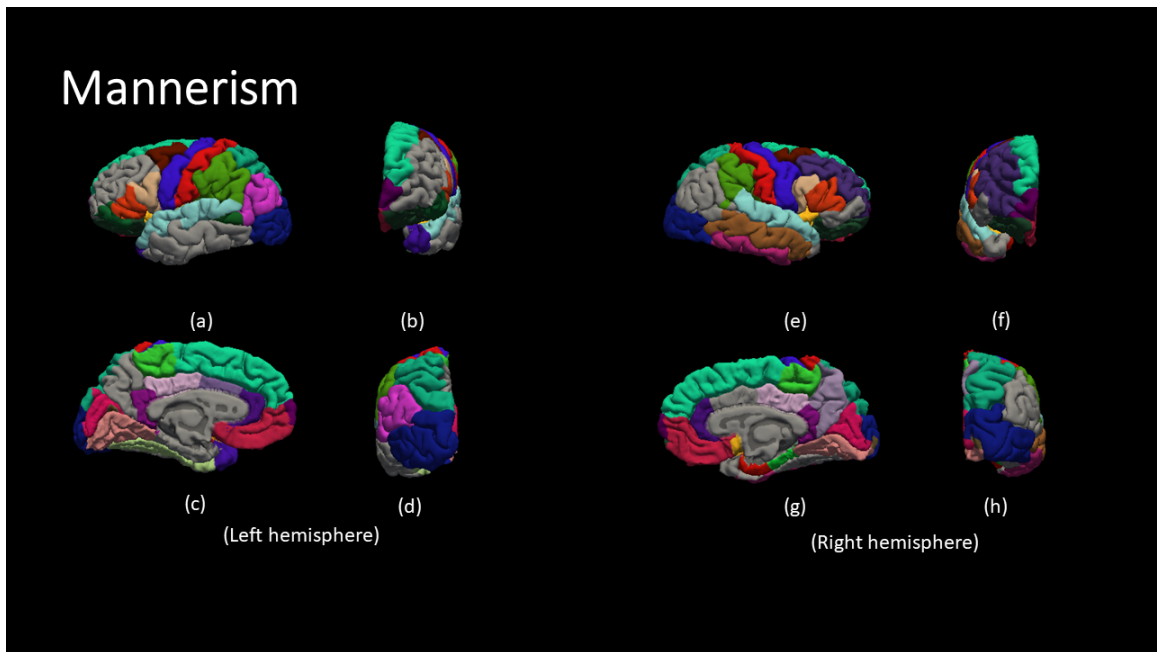 Mannerism
(a)
(b)
(e)
(f)
(c)
(d)
(g)
(h)
(Left hemisphere)
(Right hemisphere)